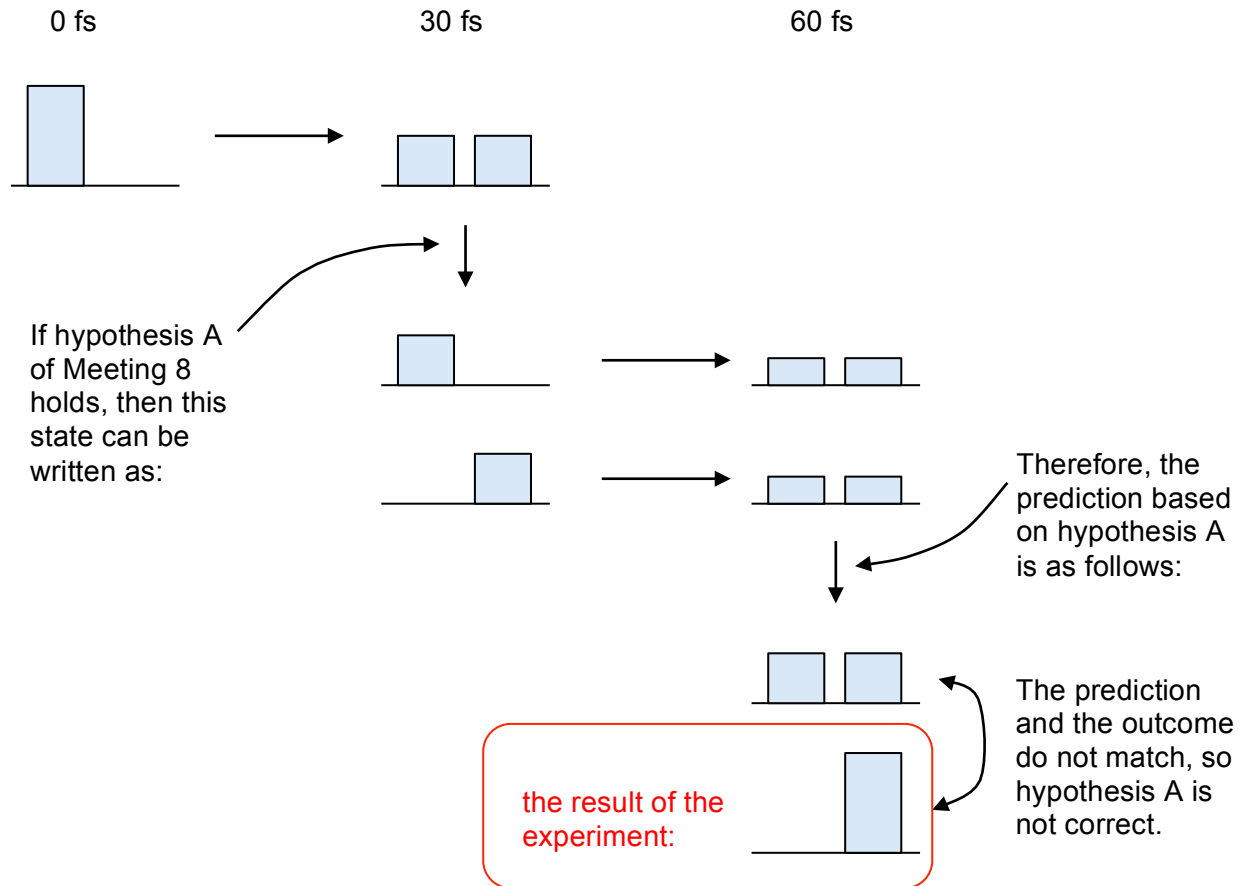 0 fs 30 fs 60 fs
If hypothesis A
of Meeting 8
holds, then this
state can be
written as:
Therefore, the
prediction based
on hypothesis A
is as follows:
The prediction
and the outcome
do not match, so
hypothesis A is
not correct.
the result of the
experiment: